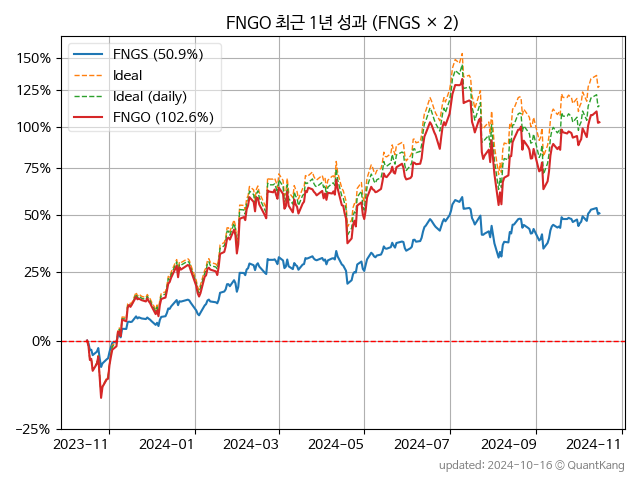 FNGO 최근 1년 성과 (FNGS × 2)
150%
125%
100%
75%
50%
25%
0%
−25%
FNGS (50.9%)
Ideal
Ideal (daily)
FNGO (102.6%)
2023-11
2024-01
2024-03
2024-05
2024-07
2024-09
2024-11
updated: 2024-10-16 © QuantKang